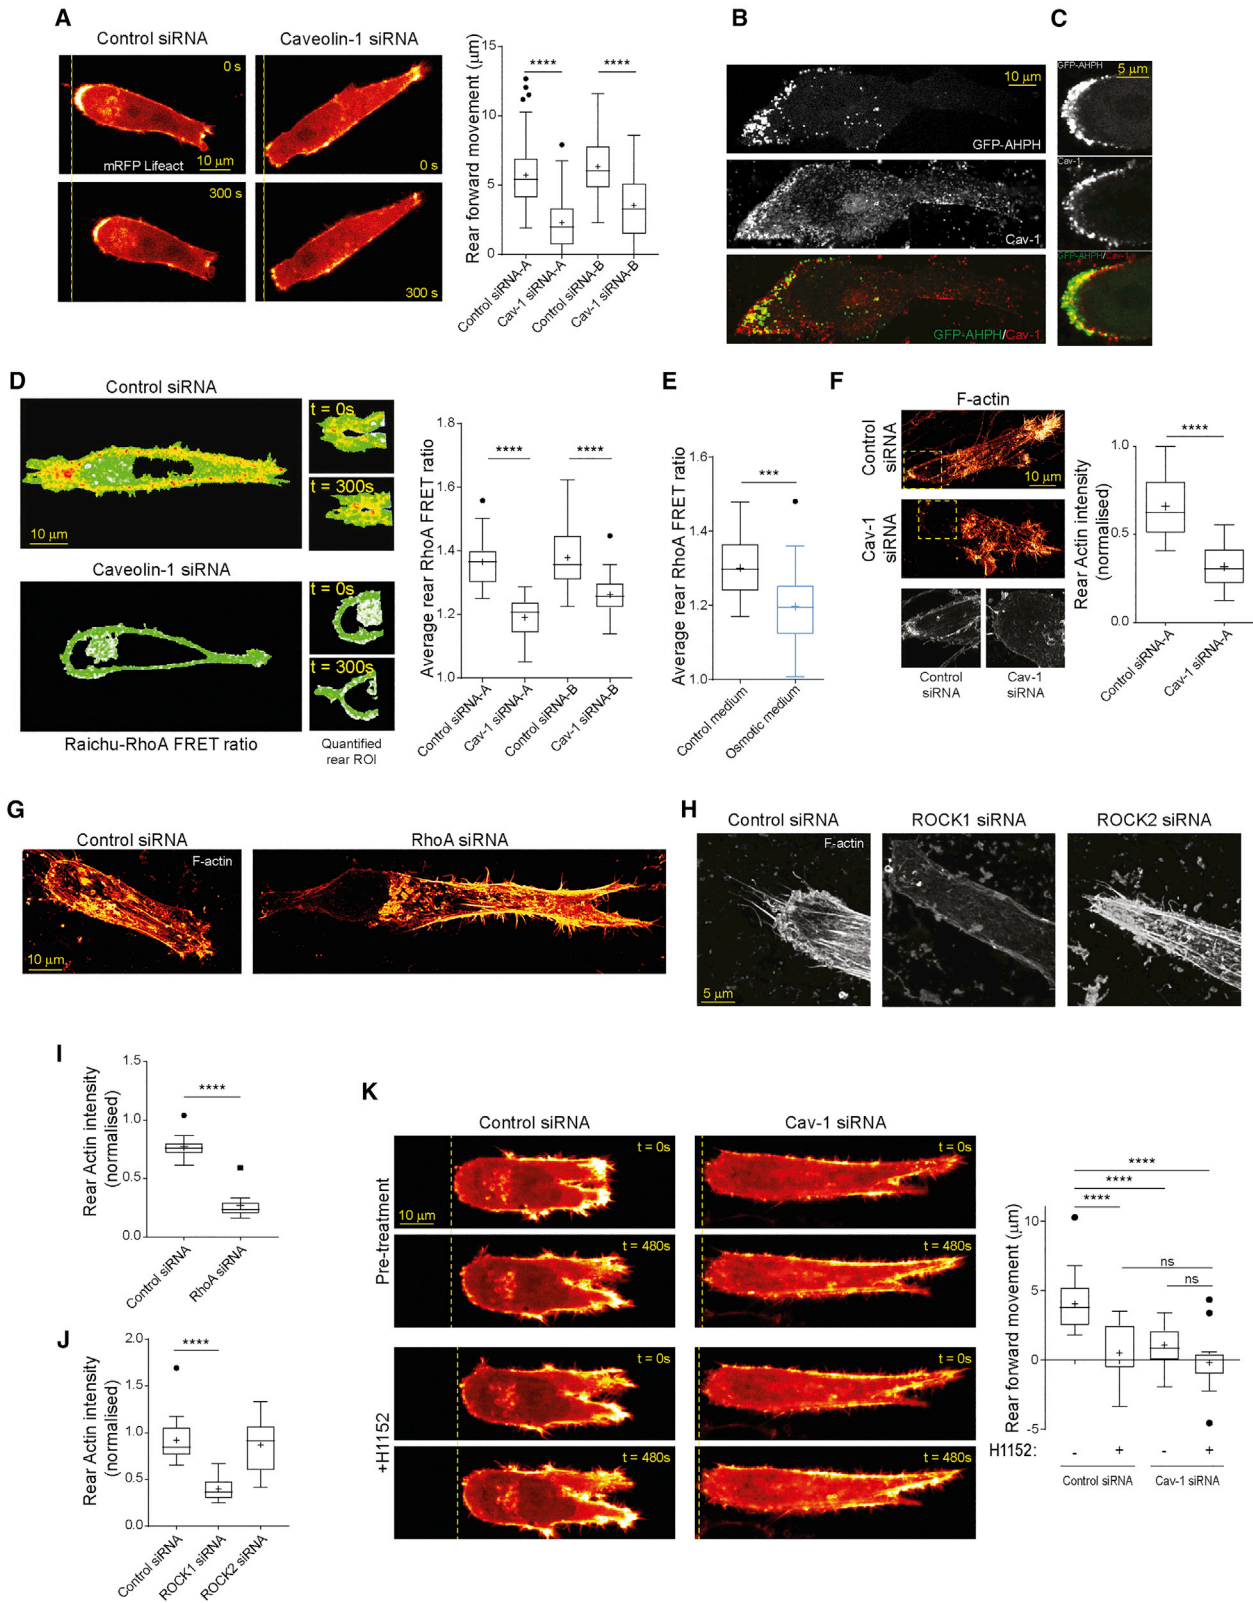 A
Control siRNA
Caveolin-1 siRNA
0 s
mRFP Lifeact
10 µm
0 s
300 s
300 s
Rear forward movement (µm)
15
10
5
0
****
****
Control siRNA-A
Cav-1 siRNA-A
Control siRNA-B
Cav-1 siRNA-B
B
10 µm
GFP-AHPH
Cav-1
GFP-AHPH/Cav-1
C
GFP-AHPH
5 µm
Cav-1
GFP-AHPH/Cav-1
D
Control siRNA
10 µm
t = 0s
t = 300s
Caveolin-1 siRNA
t = 0s
t = 300s
Raichu-RhoA FRET ratio
Quantified
rear ROI
Average rear RhoA FRET ratio
1.8
1.6
1.4
1.2
1.0
****
****
Control siRNA-A
Cav-1 siRNA-A
Control siRNA-B
Cav-1 siRNA-B
E
Average rear RhoA FRET ratio
1.6
1.4
1.2
1.0
***
Control medium
Osmotic medium
F
F-actin
Control
siRNA
10 µm
Cav-1
siRNA
Control
siRNA
Cav-1
siRNA
Rear Actin intensity
(normalised)
1.0
0.5
0.0
****
Control siRNA-A
Cav-1 siRNA-A
G
Control siRNA
F-actin
10 µm
RhoA siRNA
H
Control siRNA
F-actin
5 µm
ROCK1 siRNA
ROCK2 siRNA
I
Rear Actin intensity
(normalised)
1.5
1.0
0.5
0.0
****
Control siRNA
RhoA siRNA
J
Rear Actin intensity
(normalised)
2.0
1.5
1.0
0.5
0.0
****
Control siRNA
ROCK1 siRNA
ROCK2 siRNA
K
Control siRNA
Cav-1 siRNA
Pre-treatment
t = 0s
10 µm
t = 0s
t = 480s
t = 480s
+H1152
t = 0s
t = 0s
t = 480s
t = 480s
Rear forward movement (µm)
10
5
0
-5
****
****
****
ns
ns
H1152:
-
+
-
+
Control siRNA
Cav-1 siRNA